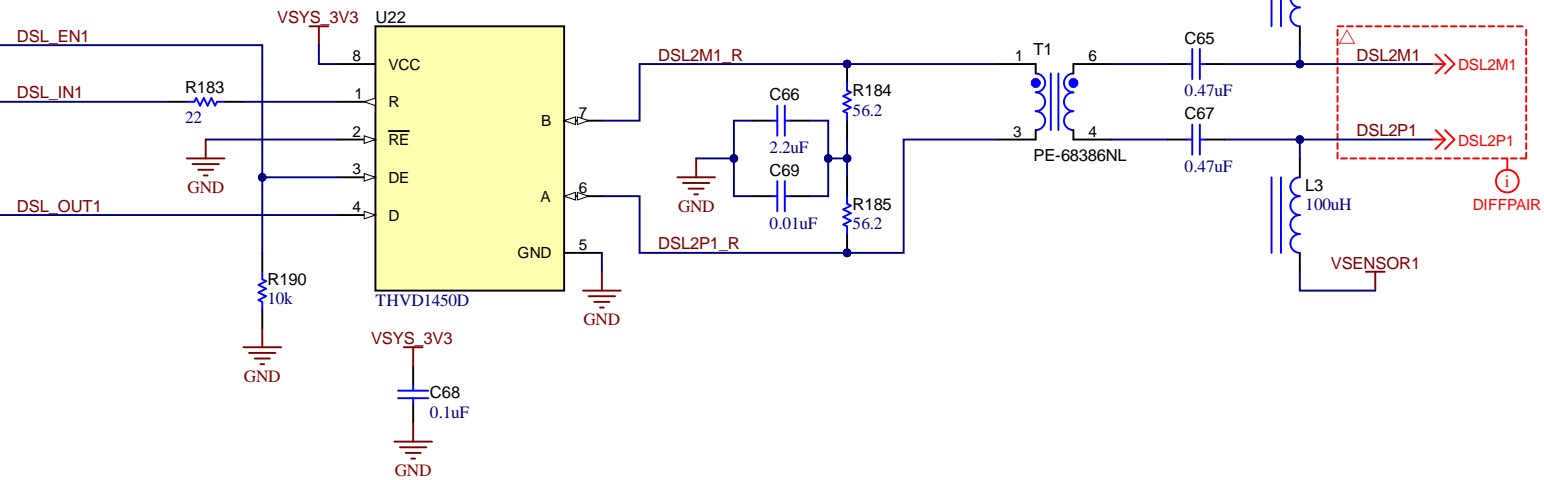 VSYS_3V3
U22
DSL_EN1
8
VCC
DSL_IN1
R183
22
1
R
2
RE
GND
3
DE
DSL_OUT1
4
D
B
7
A
6
GND
5
GND
THVD1450D
R190
10k
GND
VSYS_3V3
C68
0.1uF
GND
DSL2M1_R
C66
2.2uF
C69
0.01uF
GND
R184
56.2
R185
56.2
DSL2P1_R
T1
1
6
3
4
PE-68386NL
C65
0.47uF
C67
0.47uF
DSL2M1
DSL2M1
DSL2P1
DSL2P1
i
DIFFPAIR
L3
100uH
VSENSOR1